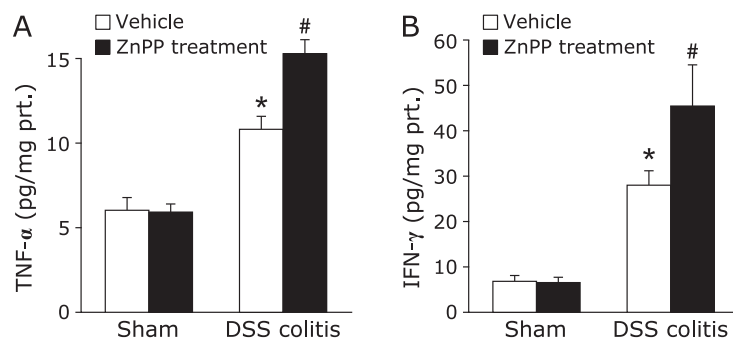 A
Vehicle
ZnPP treatment
TNF-α (pg/mg prt.)
15
10
5
0
*
#
Sham
DSS colitis
B
Vehicle
ZnPP treatment
IFN-γ (pg/mg prt.)
60
50
40
30
20
10
0
*
#
Sham
DSS colitis